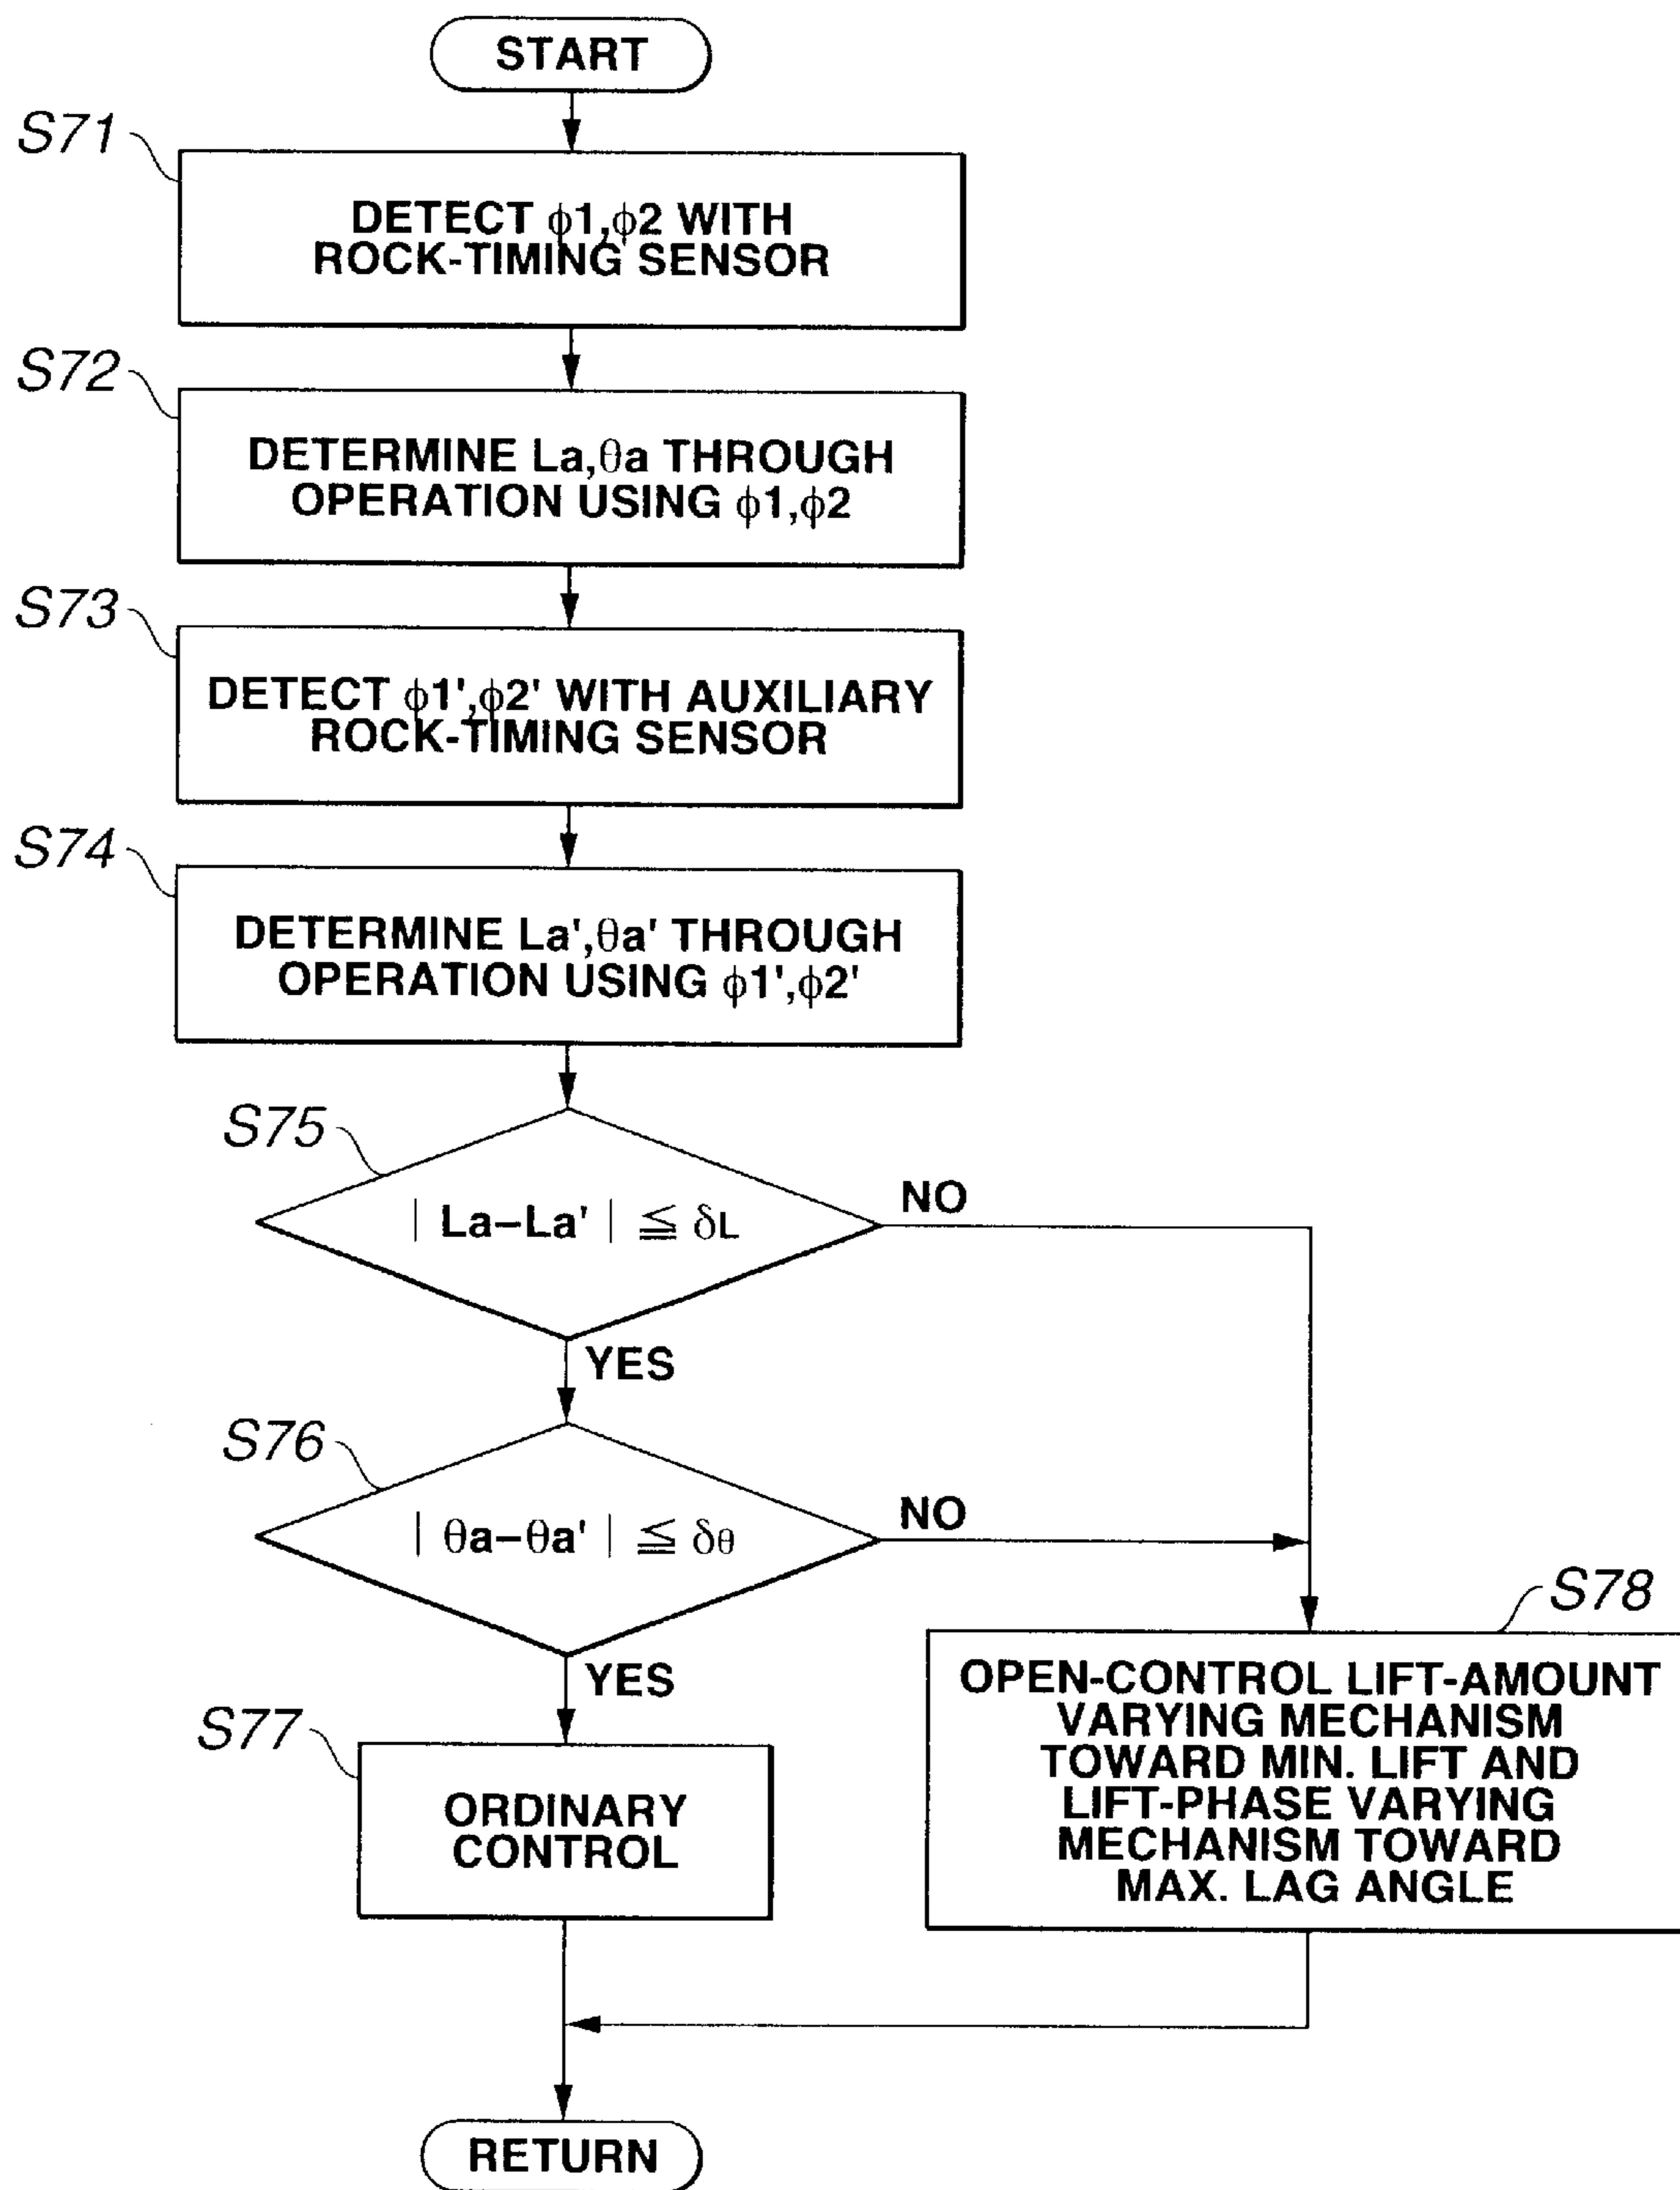 START
S71
DETECT ϕ1,ϕ2 WITH
ROCK-TIMING SENSOR
S72
DETERMINE La,θa THROUGH
OPERATION USING ϕ1,ϕ2
S73
DETECT ϕ1',ϕ2' WITH AUXILIARY
ROCK-TIMING SENSOR
S74
DETERMINE La',θa' THROUGH
OPERATION USING ϕ1',ϕ2'
S75
| La–La' | ≦ δL
NO
YES
S76
| θa–θa' | ≦ δθ
NO
YES
S77
ORDINARY
CONTROL
S78
OPEN-CONTROL LIFT-AMOUNT
VARYING MECHANISM
TOWARD MIN. LIFT AND
LIFT-PHASE VARYING
MECHANISM TOWARD
MAX. LAG ANGLE
RETURN